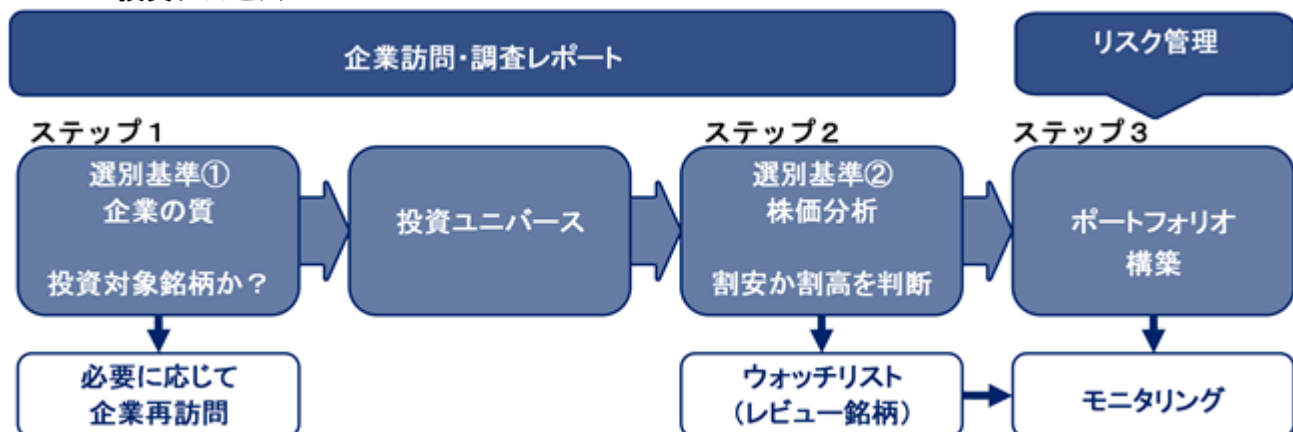 企業訪問・調査レポート
リスク管理
ステップ１
ステップ２
ステップ３
選別基準①
企業の質
投資対象銘柄か？
投資ユニバース
選別基準②
株価分析
割安か割高を判断
ポートフォリオ
構築
必要に応じて
企業再訪問
ウォッチリスト
（レビュー銘柄）
モニタリング